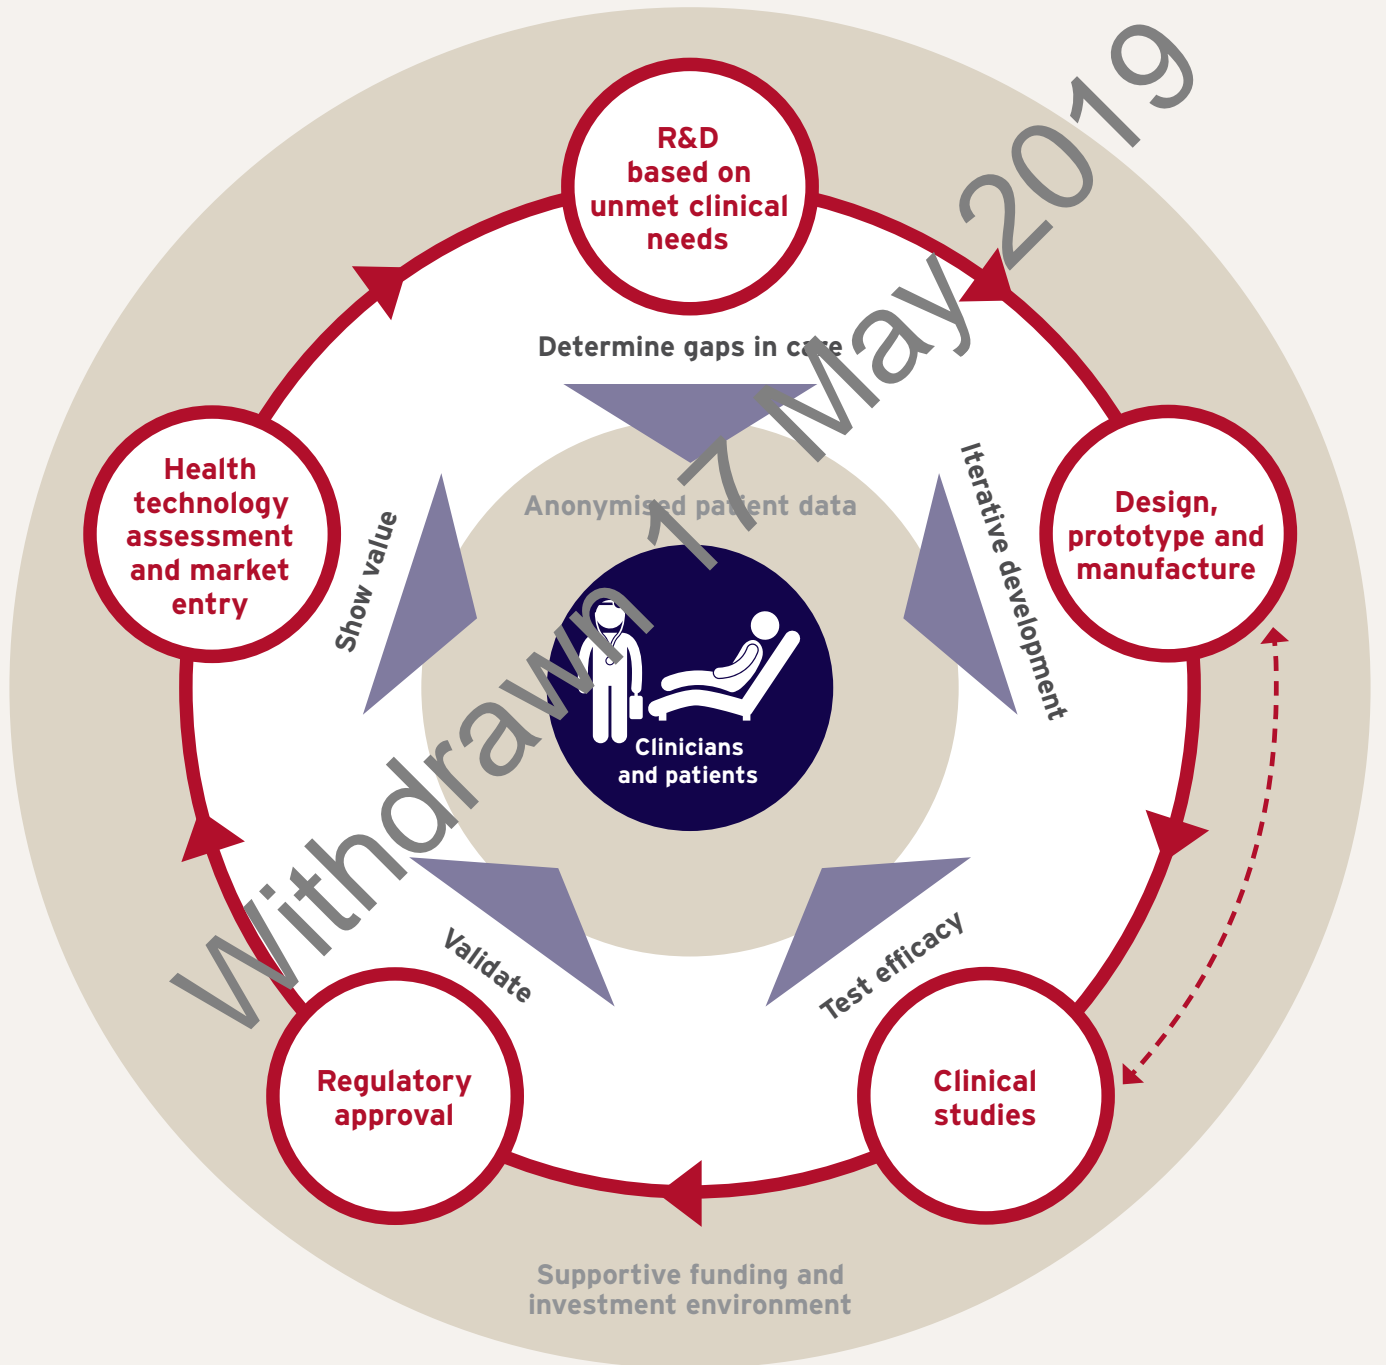 R&D
based on
unmet clinical
needs
Determine gaps in care
Anonymised patient data
Iterative development
Design,
prototype and
manufacture
Health
technology
assessment
and market
entry
Show value
Clinicians
and patients
Validate
Test efficacy
Regulatory
approval
Clinical
studies
Supportive funding and
investment environment
Withdrawn 17 May 2019